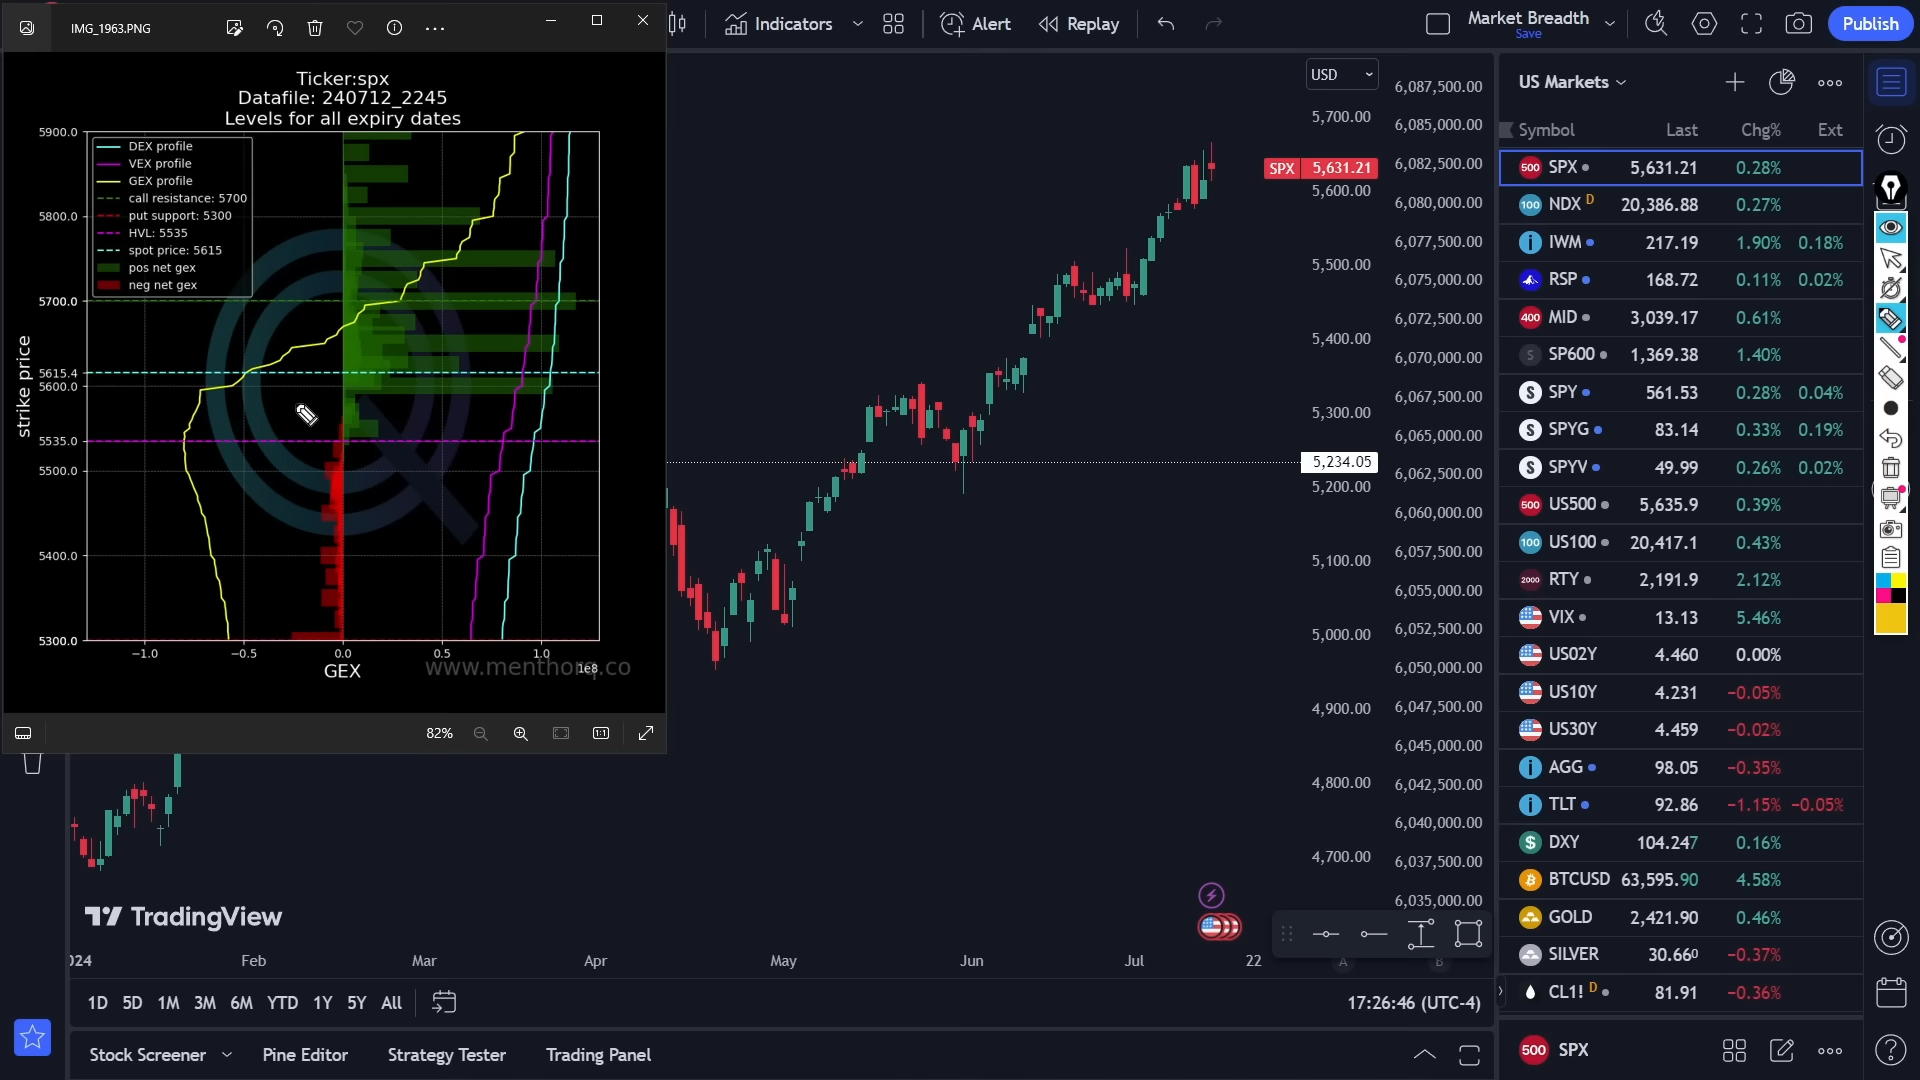 IMG_1963.PNG
Indicators
Alert
Replay
Market Breadth
Save
Publish
Ticker:spx
Datafile: 240712_2245
Levels for all expiry dates
5900.0
5800.0
5700.0
5615.4
5600.0
5535.0
5500.0
5400.0
5300.0
strike price
DEX profile
VEX profile
GEX profile
call resistance: 5700
put support: 5300
HVL: 5535
spot price: 5615
pos net gex
neg net gex
−1.0 −0.5 0.0 0.5 1.0
1e8
GEX
www.menthorq.co
82%
1:1
USD
5,700.00
SPX 5,631.21
5,600.00
5,500.00
5,400.00
5,300.00
5,234.05
5,200.00
5,100.00
5,000.00
4,900.00
4,800.00
4,700.00
6,087,500.00
6,085,000.00
6,082,500.00
6,080,000.00
6,077,500.00
6,075,000.00
6,072,500.00
6,070,000.00
6,067,500.00
6,065,000.00
6,062,500.00
6,060,000.00
6,057,500.00
6,055,000.00
6,052,500.00
6,050,000.00
6,047,500.00
6,045,000.00
6,042,500.00
6,040,000.00
6,037,500.00
6,035,000.00
TradingView
024 Feb Mar Apr May Jun Jul 22
A B
1D 5D 1M 3M 6M YTD 1Y 5Y All
17:26:46 (UTC-4)
Stock Screener Pine Editor Strategy Tester Trading Panel
US Markets
Symbol Last Chg% Ext
500 SPX 5,631.21 0.28%
100 NDX D 20,386.88 0.27%
IWM 217.19 1.90% 0.18%
RSP 168.72 0.11% 0.02%
400 MID 3,039.17 0.61%
S SP600 1,369.38 1.40%
S SPY 561.53 0.28% 0.04%
S SPYG 83.14 0.33% 0.19%
S SPYV 49.99 0.26% 0.02%
500 US500 5,635.9 0.39%
100 US100 20,417.1 0.43%
2000 RTY 2,191.9 2.12%
VIX 13.13 5.46%
US02Y 4.460 0.00%
US10Y 4.231 −0.05%
US30Y 4.459 −0.02%
AGG 98.05 −0.35%
TLT 92.86 −1.15% −0.05%
DXY 104.247 0.16%
BTCUSD 63,595.90 4.58%
GOLD 2,421.90 0.46%
SILVER 30.660 −0.37%
CL1! D 81.91 −0.36%
500 SPX